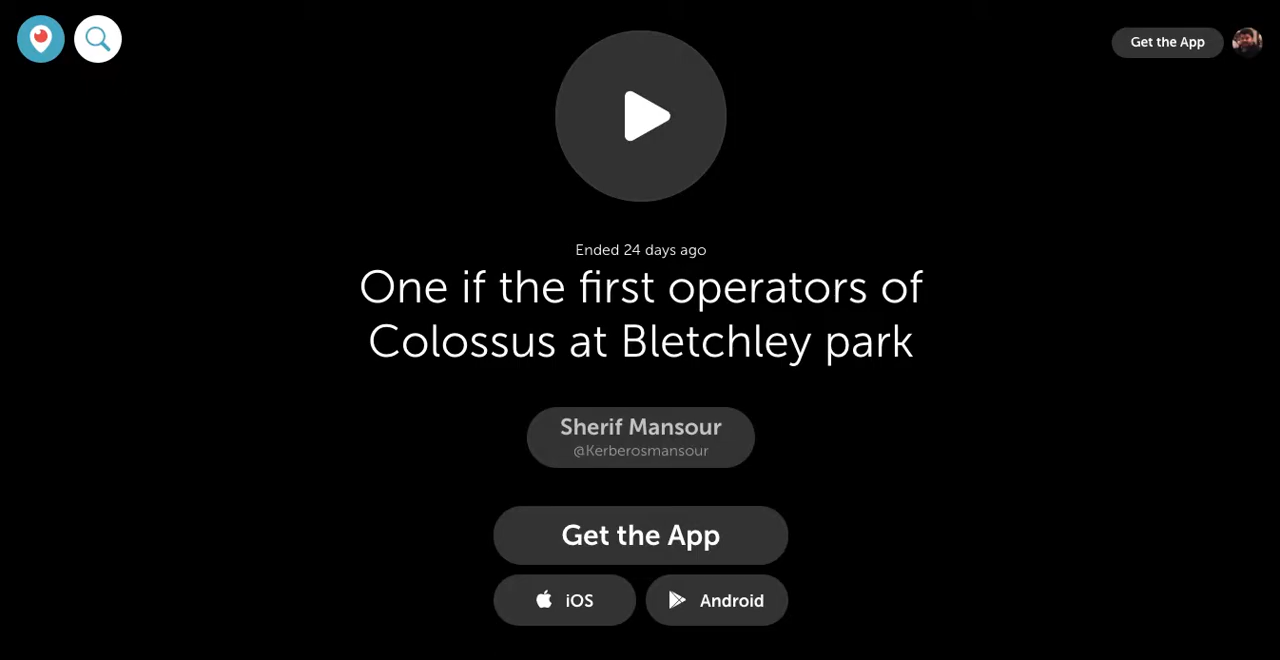 Get the App
Ended 24 days ago
One if the first operators of
Colossus at Bletchley park
Sherif Mansour
@Kerberosmansour
Get the App
iOS
Android